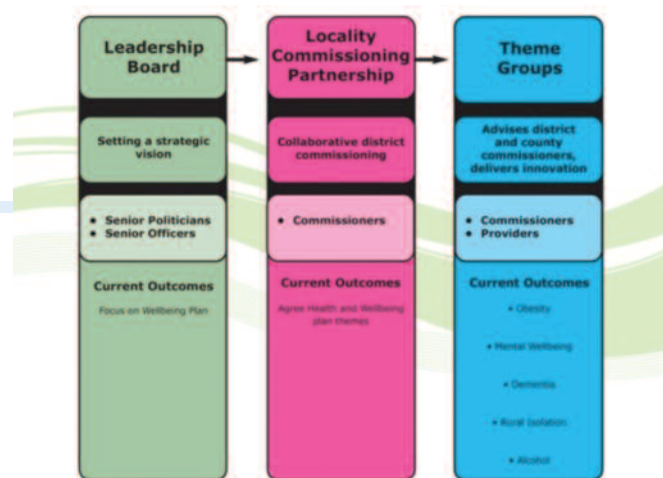 Leadership
Board
Setting a strategic
vision
• Senior Politicians
• Senior Officers
Current Outcomes
Focus on Wellbeing Plan
Locality
Commissioning
Partnership
Collaborative district
commissioning
• Commissioners
Current Outcomes
Agree Health and Wellbeing
plan themes
Theme
Groups
Advises district
and county
commissioners,
delivers innovation
• Commissioners
• Providers
Current Outcomes
• Obesity
• Mental Wellbeing
• Dementia
• Rural Isolation
• Alcohol